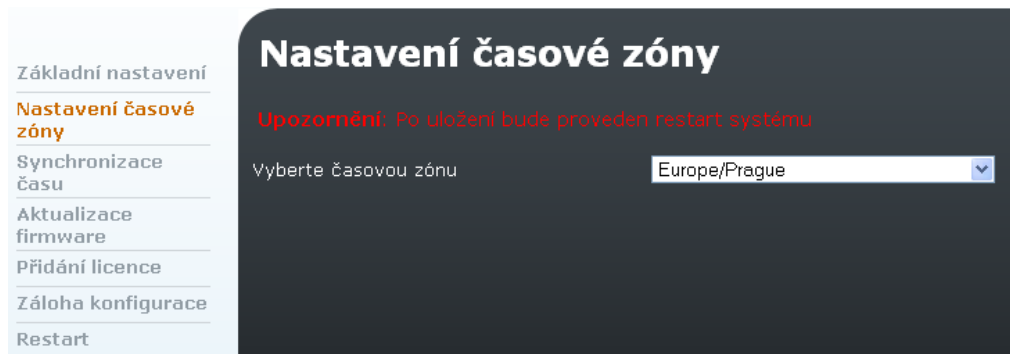 Základní nastavení
Nastavení časové
zóny
Synchronizace
času
Aktualizace
firmware
Přidání licence
Záloha konfigurace
Restart
Nastavení časové zóny
Upozornění: Po uložení bude proveden restart systému
Vyberte časovou zónu
Europe/Prague